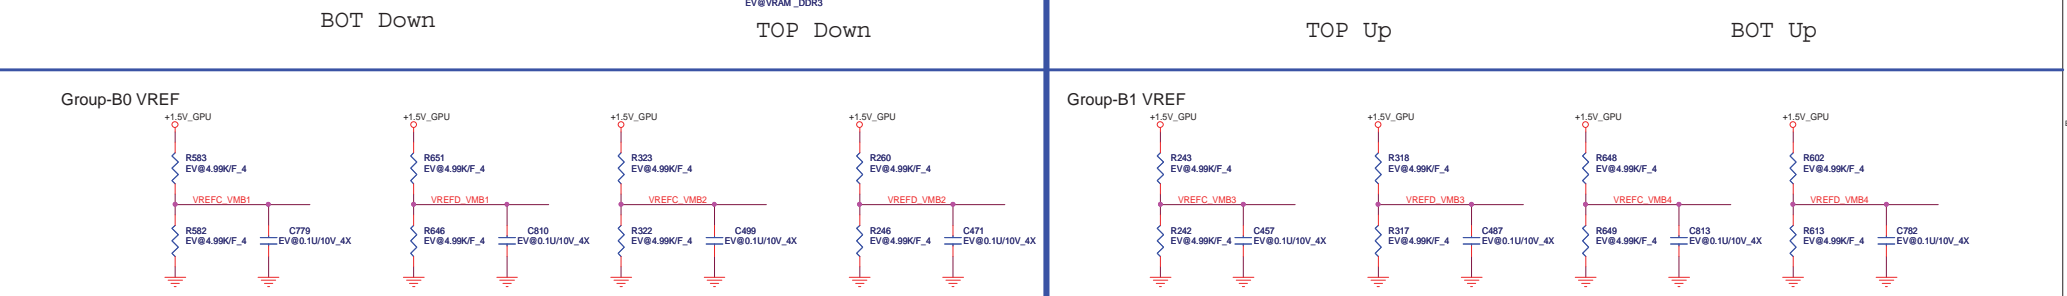 EV@VRAM _DDR3
BOT Down
TOP Down
TOP Up
BOT Up
Group-B0 VREF
+1.5V_GPU
R583
EV@4.99K/F_4
VREFC_VMB1
R582
EV@4.99K/F_4
C779
EV@0.1U/10V_4X
+1.5V_GPU
R651
EV@4.99K/F_4
VREFD_VMB1
R646
EV@4.99K/F_4
C810
EV@0.1U/10V_4X
+1.5V_GPU
R323
EV@4.99K/F_4
VREFC_VMB2
R322
EV@4.99K/F_4
C499
EV@0.1U/10V_4X
+1.5V_GPU
R260
EV@4.99K/F_4
VREFD_VMB2
R246
EV@4.99K/F_4
C471
EV@0.1U/10V_4X
Group-B1 VREF
+1.5V_GPU
R243
EV@4.99K/F_4
VREFC_VMB3
R242
EV@4.99K/F_4
C457
EV@0.1U/10V_4X
+1.5V_GPU
R318
EV@4.99K/F_4
VREFD_VMB3
R317
EV@4.99K/F_4
C487
EV@0.1U/10V_4X
+1.5V_GPU
R648
EV@4.99K/F_4
VREFC_VMB4
R649
EV@4.99K/F_4
C813
EV@0.1U/10V_4X
+1.5V_GPU
R602
EV@4.99K/F_4
VREFD_VMB4
R613
EV@4.99K/F_4
C782
EV@0.1U/10V_4X